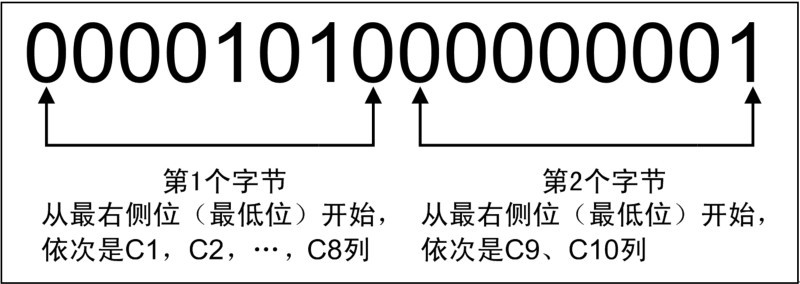 0000101000000001
第1个字节
从最右侧位（最低位）开始，
依次是C1，C2，…，C8列
第2个字节
从最右侧位（最低位）开始，
依次是C9、C10列